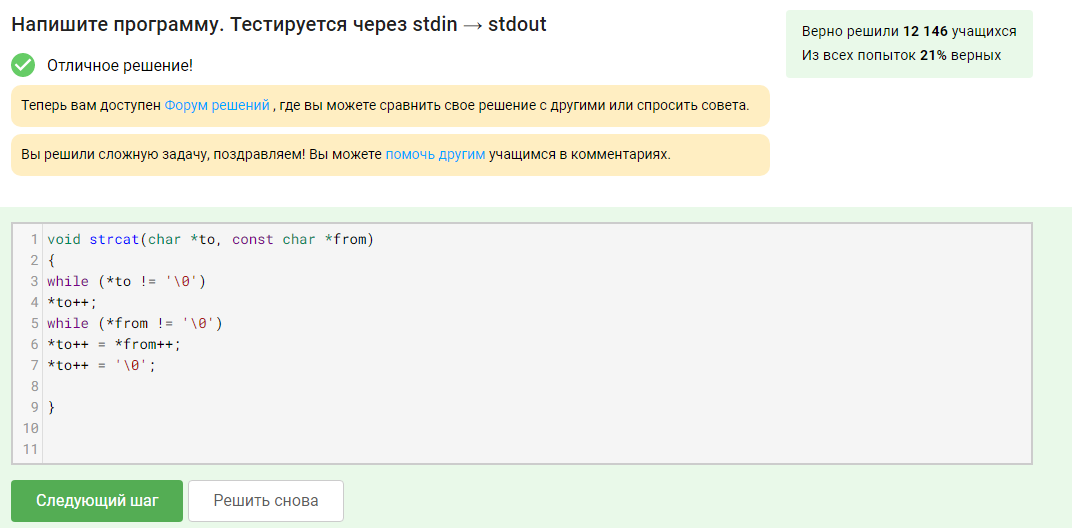 Напишите программу. Тестируется через stdin → stdout
Верно решили 12 146 учащихся
Из всех попыток 21% верных
Отличное решение!
Теперь вам доступен Форум решений , где вы можете сравнить свое решение с другими или спросить совета.
Вы решили сложную задачу, поздравляем! Вы можете помочь другим учащимся в комментариях.
1 void strcat(char *to, const char *from)
2 {
3 while (*to != '\0')
4 *to++;
5 while (*from != '\0')
6 *to++ = *from++;
7 *to++ = '\0';
8
9 }
10
11
Следующий шаг
Решить снова